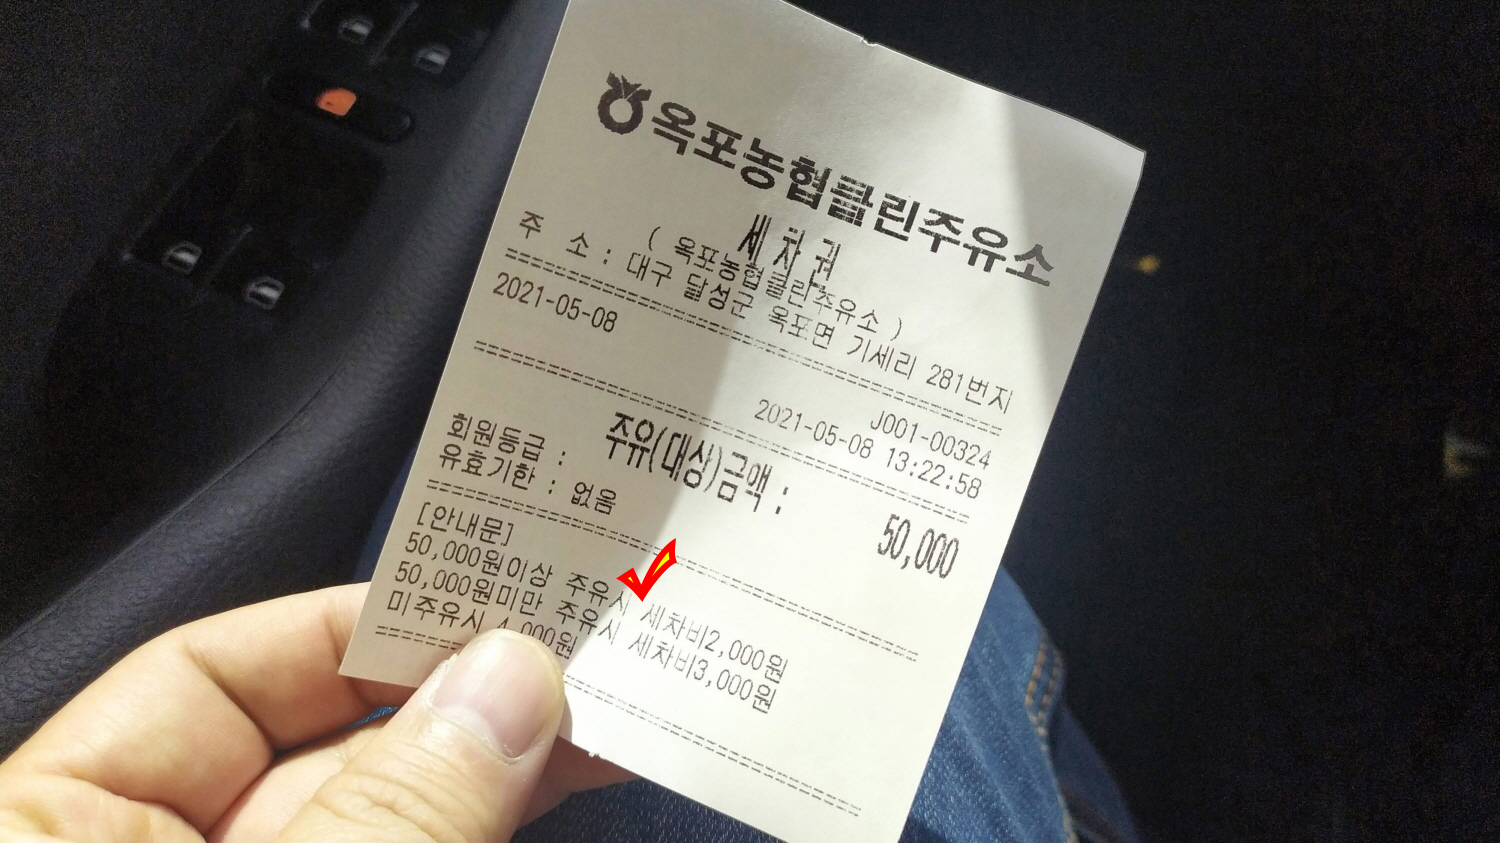 옥포농협클린주유소
세차권
( 옥포농협클린주유소 )
주 소 : 대구 달성군 옥포면 기세리 281번지
2021-05-08
J001-00324
2021-05-08 13:22:58
주유(대상)금액 : 50,000
회원등급 :
유효기한 : 없음
[안내문]
50,000원이상 주유시 세차비2,000원
50,000원미만 주유시 세차비3,000원
미주유시 000원